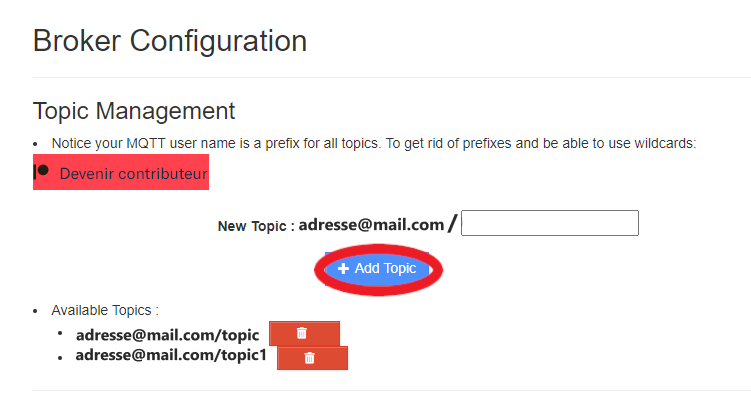 Broker Configuration
Topic Management
Notice your MQTT user name is a prefix for all topics. To get rid of prefixes and be able to use wildcards:
Devenir contributeur
New Topic : adresse@mail.com /
+ Add Topic
Available Topics :
adresse@mail.com/topic
adresse@mail.com/topic1